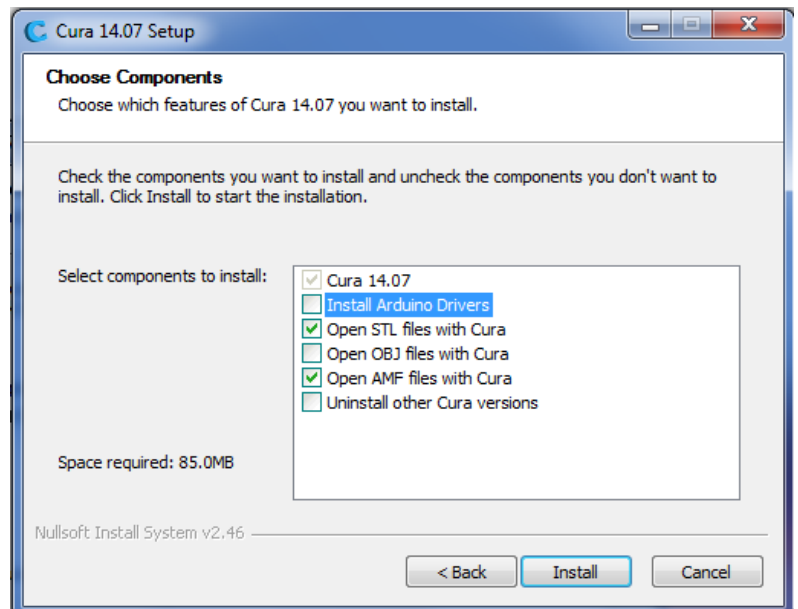 Cura 14.07 Setup
Choose Components
Choose which features of Cura 14.07 you want to install.
Check the components you want to install and uncheck the components you don't want to
install. Click Install to start the installation.
Select components to install:
Cura 14.07
Install Arduino Drivers
Open STL files with Cura
Open OBJ files with Cura
Open AMF files with Cura
Uninstall other Cura versions
Space required: 85.0MB
Nullsoft Install System v2.46
< Back
Install
Cancel